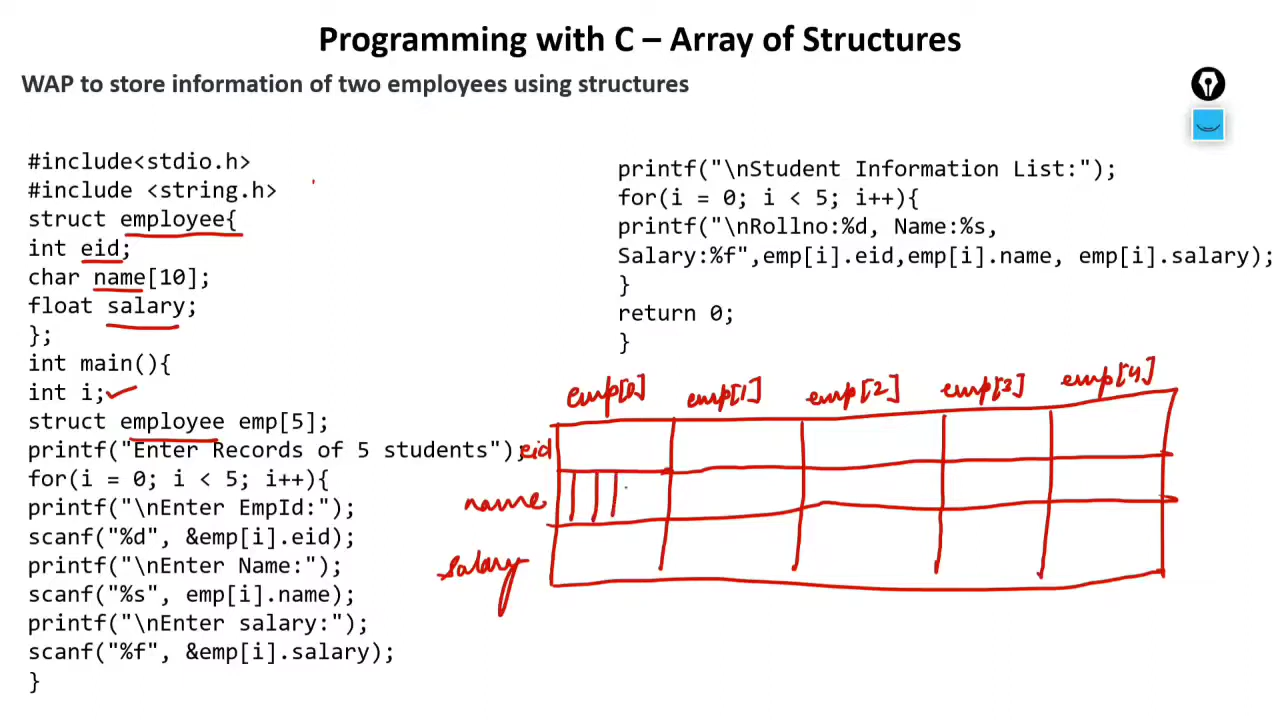 Programming with C – Array of Structures
WAP to store information of two employees using structures
#include<stdio.h>
#include <string.h>
struct employee{
int eid;
char name[10];
float salary;
};
int main(){
int i;
struct employee emp[5];
printf("Enter Records of 5 students");
for(i = 0; i < 5; i++){
printf("\nEnter EmpId:");
scanf("%d", &emp[i].eid);
printf("\nEnter Name:");
scanf("%s", emp[i].name);
printf("\nEnter salary:");
scanf("%f", &emp[i].salary);
}
printf("\nStudent Information List:");
for(i = 0; i < 5; i++){
printf("\nRollno:%d, Name:%s,
Salary:%f",emp[i].eid,emp[i].name, emp[i].salary);
}
return 0;
}
emp[0] emp[1] emp[2] emp[3] emp[4]
eid
name
salary